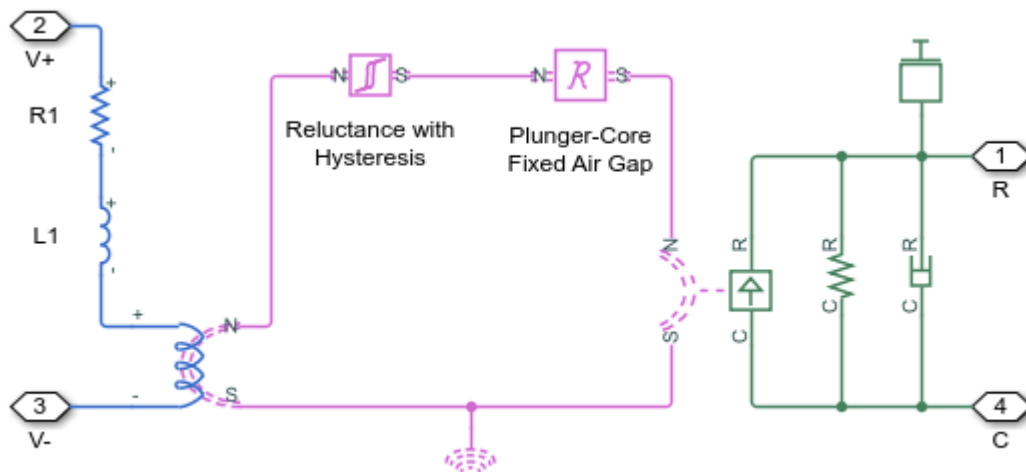 2
V+
+
R1
-
+
L1
-
+
-
3
V-
N
S
N
S
Reluctance with
Hysteresis
N
R
S
Plunger-Core
Fixed Air Gap
N
S
R
C
R
C
R
C
1
R
4
C